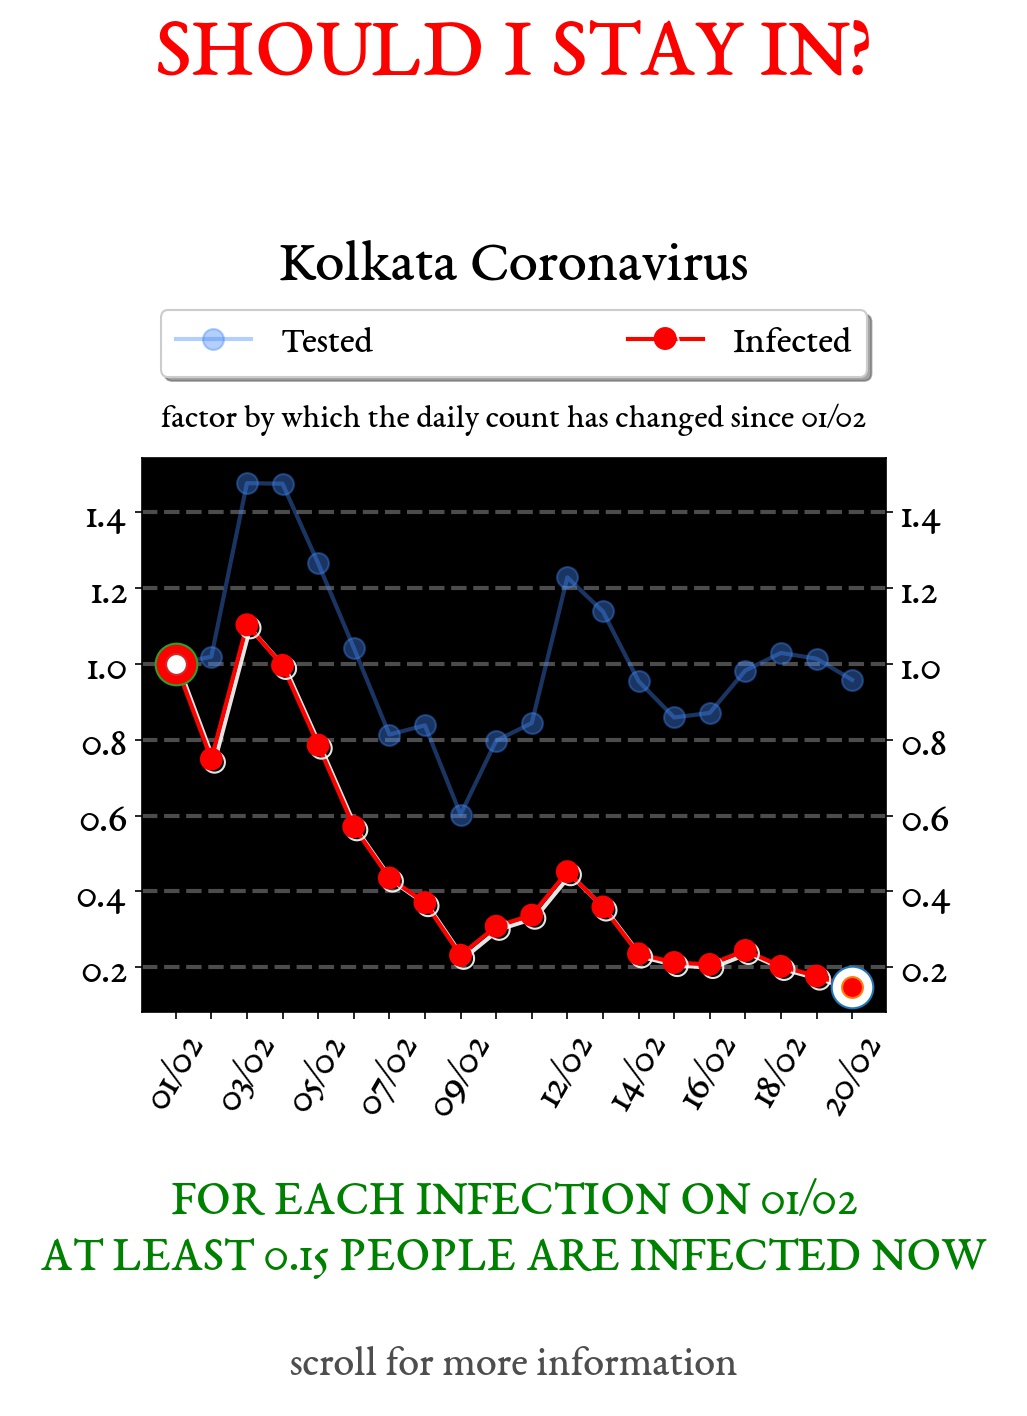 SHOULD I STAY IN?
Kolkata Coronavirus
Tested Infected
factor by which the daily count has changed since 01/02
1.4 1.4
1.2 1.2
1.0 1.0
0.8 0.8
0.6 0.6
0.4 0.4
0.2 0.2
01/02 03/02 05/02 07/02 09/02 12/02 14/02 16/02 18/02 20/02
FOR EACH INFECTION ON 01/02
AT LEAST 0.15 PEOPLE ARE INFECTED NOW
scroll for more information